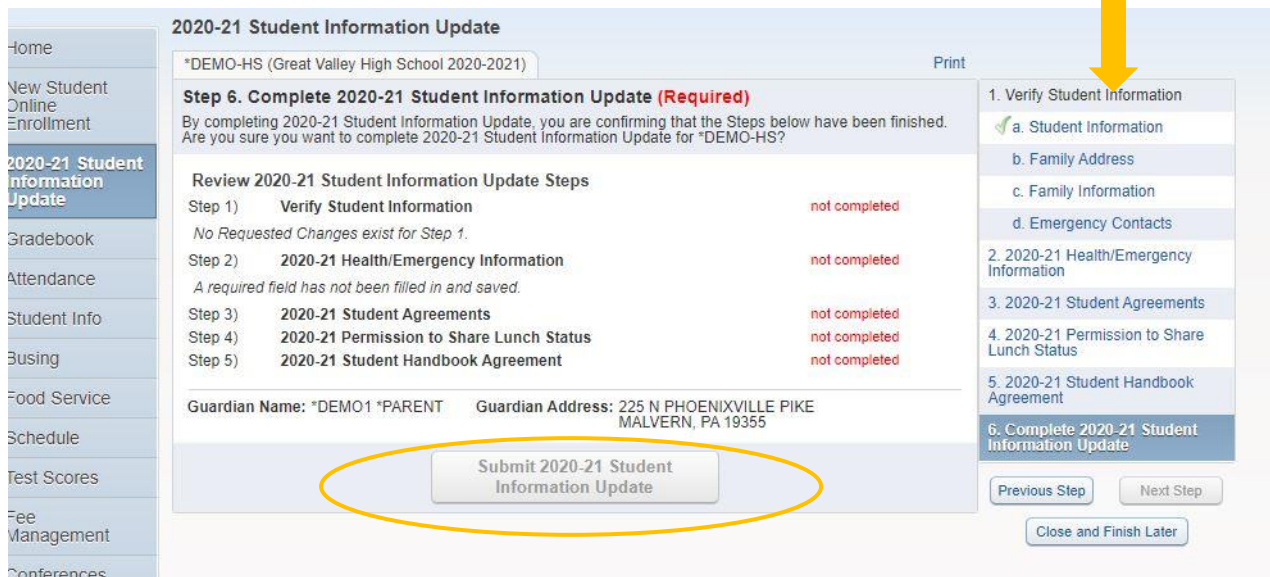 2020-21 Student Information Update
Home
New Student
Online
Enrollment
2020-21 Student
Information
Update
Gradebook
Attendance
Student Info
Busing
Food Service
Schedule
Test Scores
Fee
Management
Conferences
*DEMO-HS (Great Valley High School 2020-2021)
Print
Step 6. Complete 2020-21 Student Information Update (Required)
By completing 2020-21 Student Information Update, you are confirming that the Steps below have been finished.
Are you sure you want to complete 2020-21 Student Information Update for *DEMO-HS?
Review 2020-21 Student Information Update Steps
Step 1) Verify Student Information not completed
No Requested Changes exist for Step 1.
Step 2) 2020-21 Health/Emergency Information not completed
A required field has not been filled in and saved.
Step 3) 2020-21 Student Agreements not completed
Step 4) 2020-21 Permission to Share Lunch Status not completed
Step 5) 2020-21 Student Handbook Agreement not completed
Guardian Name: *DEMO1 *PARENT Guardian Address: 225 N PHOENIXVILLE PIKE
MALVERN, PA 19355
Submit 2020-21 Student
Information Update
1. Verify Student Information
a. Student Information
b. Family Address
c. Family Information
d. Emergency Contacts
2. 2020-21 Health/Emergency
Information
3. 2020-21 Student Agreements
4. 2020-21 Permission to Share
Lunch Status
5. 2020-21 Student Handbook
Agreement
6. Complete 2020-21 Student
Information Update
Previous Step
Next Step
Close and Finish Later